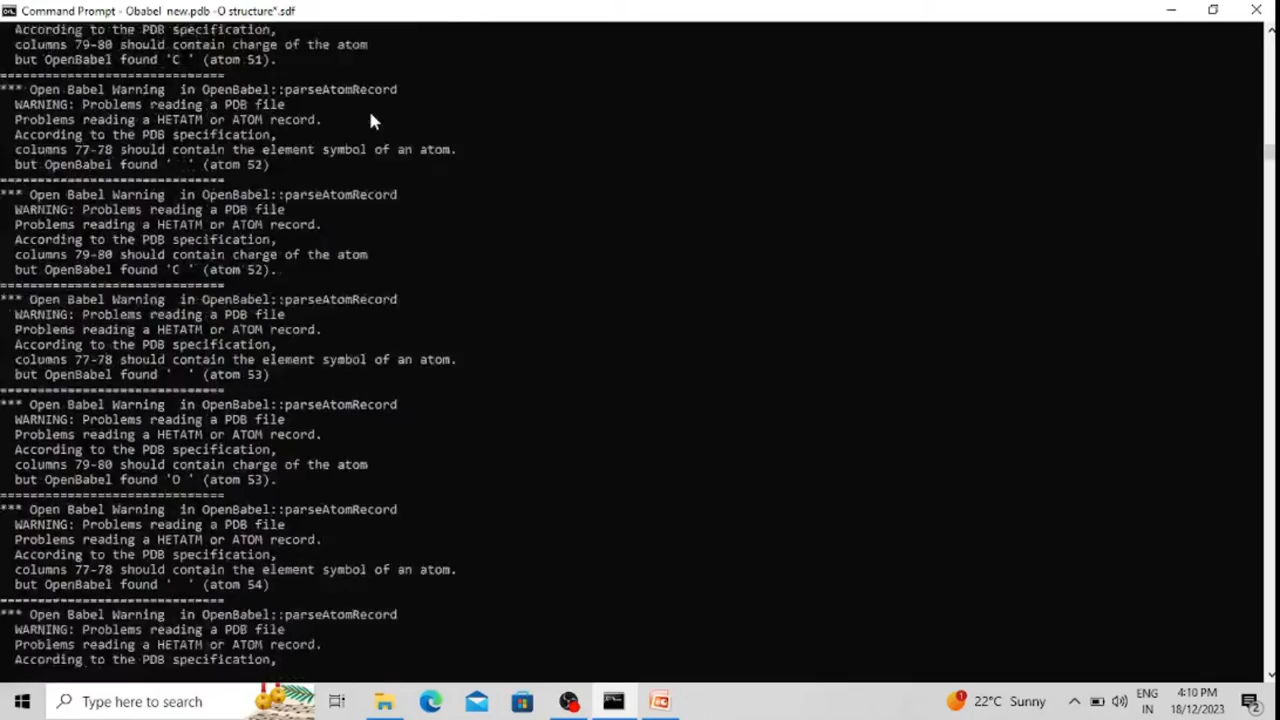 Command Prompt - Obabel new.pdb -O structure*.sdf
According to the PDB specification,
columns 79-80 should contain charge of the atom
but OpenBabel found 'C ' (atom 51).
==============================
*** Open Babel Warning  in OpenBabel::parseAtomRecord
WARNING: Problems reading a PDB file
Problems reading a HETATM or ATOM record.
According to the PDB specification,
columns 77-78 should contain the element symbol of an atom.
but OpenBabel found '  ' (atom 52)
==============================
*** Open Babel Warning  in OpenBabel::parseAtomRecord
WARNING: Problems reading a PDB file
Problems reading a HETATM or ATOM record.
According to the PDB specification,
columns 79-80 should contain charge of the atom
but OpenBabel found 'C ' (atom 52).
==============================
*** Open Babel Warning  in OpenBabel::parseAtomRecord
WARNING: Problems reading a PDB file
Problems reading a HETATM or ATOM record.
According to the PDB specification,
columns 77-78 should contain the element symbol of an atom.
but OpenBabel found '  ' (atom 53)
==============================
*** Open Babel Warning  in OpenBabel::parseAtomRecord
WARNING: Problems reading a PDB file
Problems reading a HETATM or ATOM record.
According to the PDB specification,
columns 79-80 should contain charge of the atom
but OpenBabel found 'O ' (atom 53).
==============================
*** Open Babel Warning  in OpenBabel::parseAtomRecord
WARNING: Problems reading a PDB file
Problems reading a HETATM or ATOM record.
According to the PDB specification,
columns 77-78 should contain the element symbol of an atom.
but OpenBabel found '  ' (atom 54)
==============================
*** Open Babel Warning  in OpenBabel::parseAtomRecord
WARNING: Problems reading a PDB file
Problems reading a HETATM or ATOM record.
According to the PDB specification,
Type here to search
1
22°C Sunny
ENG
IN
4:10 PM
18/12/2023
2